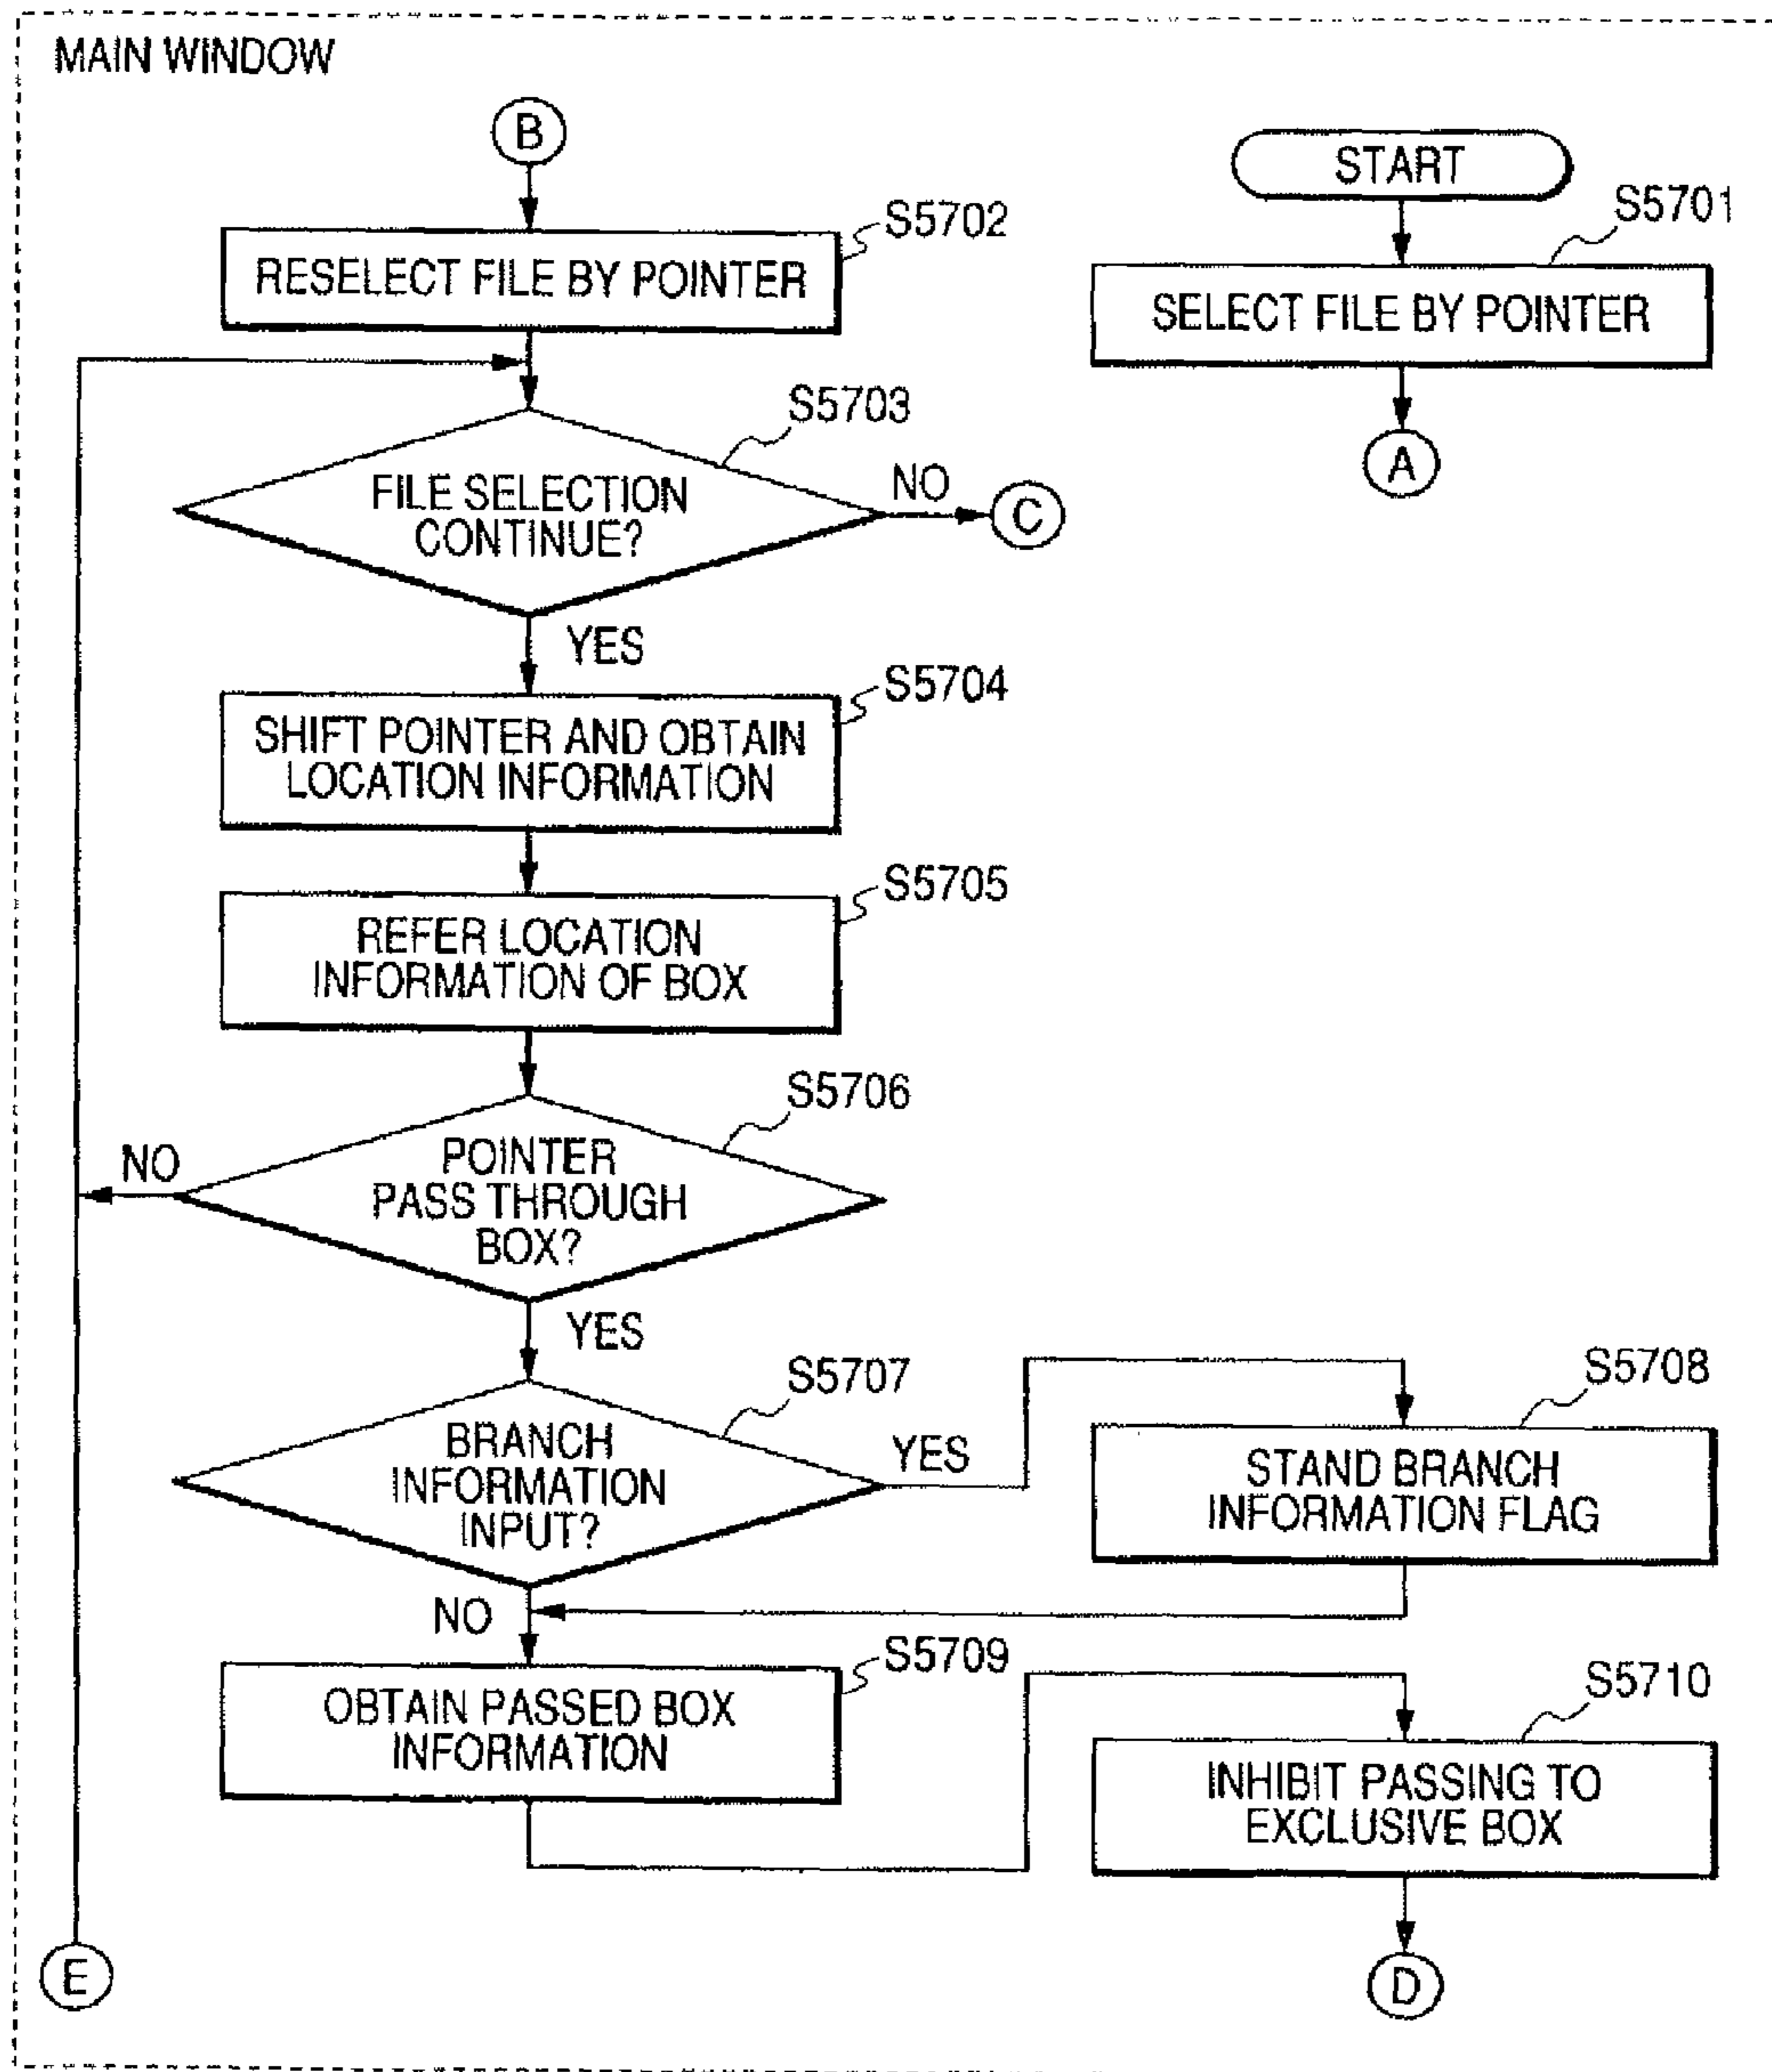 MAIN WINDOW
B
START
S5701
SELECT FILE BY POINTER
A
S5702
RESELECT FILE BY POINTER
S5703
FILE SELECTION
CONTINUE?
NO
C
YES
S5704
SHIFT POINTER AND OBTAIN
LOCATION INFORMATION
S5705
REFER LOCATION
INFORMATION OF BOX
S5706
POINTER
PASS THROUGH
BOX?
NO
YES
S5707
BRANCH
INFORMATION
INPUT?
YES
S5708
STAND BRANCH
INFORMATION FLAG
NO
S5709
OBTAIN PASSED BOX
INFORMATION
S5710
INHIBIT PASSING TO
EXCLUSIVE BOX
E
D